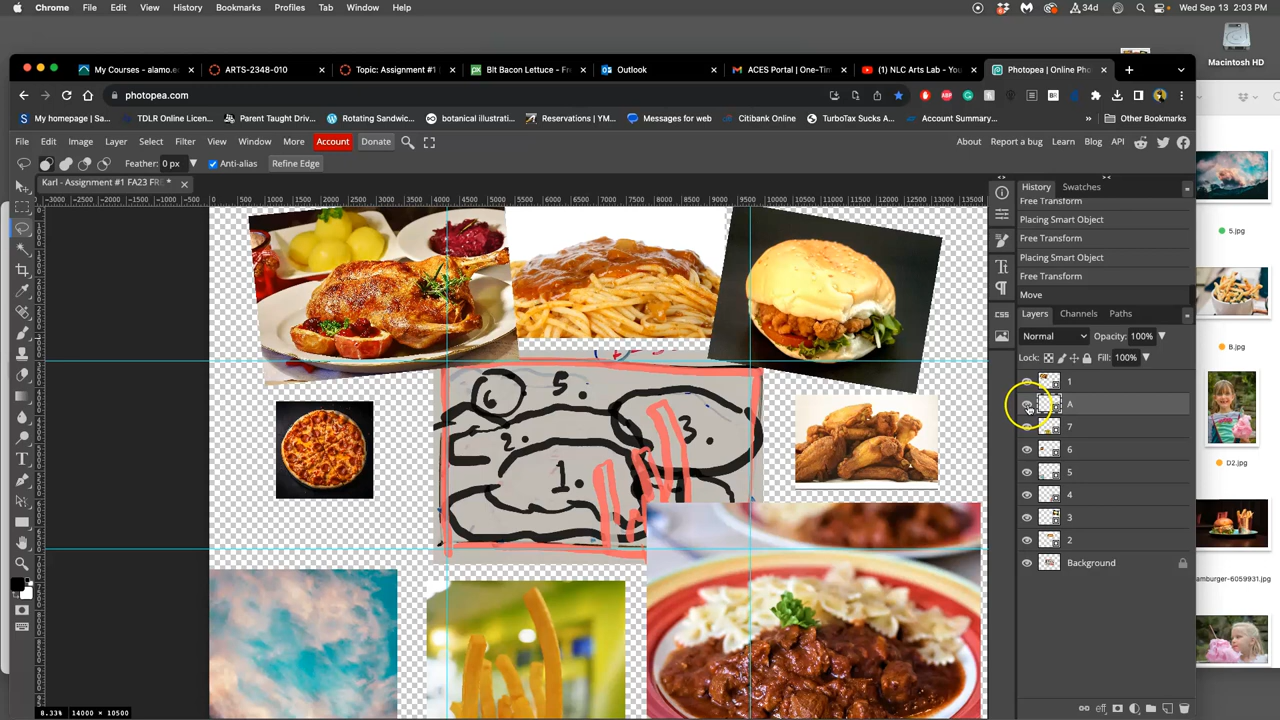 Chrome File Edit View History Bookmarks Profiles Tab Window Help 34d Wed Sep 13 2:03 PM
Macintosh HD
My Courses - alamo.e ARTS-2348-010 Topic: Assignment #1 Blt Bacon Lettuce - Fr Outlook ACES Portal | One-Tim (1) NLC Arts Lab - You Photopea | Online Pho
photopea.com
My homepage | Sa... TDLR Online Licen... Parent Taught Driv... Rotating Swatchbc... botanical illustrati... Reservations | YM... Messages for web Citibank Online TurboTax Sucks A... Account Summary... » Other Bookmarks
File Edit Image Layer Select Filter View Window More Account Donate About Report a bug Learn Blog API
Feather: 0 px Anti-alias Refine Edge
Karl - Assignment #1 FA23 FRE *
History Swatches
Free Transform
Placing Smart Object
Free Transform
Placing Smart Object
Free Transform
Move
CSS
Layers Channels Paths
Normal Opacity: 100%
Lock: Fill: 100%
1
A
7
6
5
4
3
2
Background
6 5.
2. 3.
1.
5.jpg
B.jpg
D2.jpg
amburger-6059931.jpg
8.33% 14000 × 10500
eff